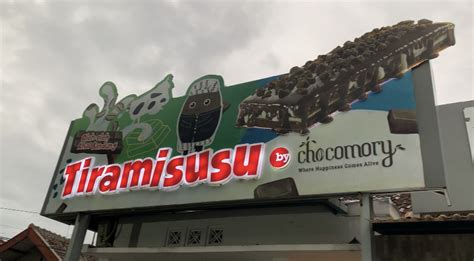 Tiramisusu by chocomory
Where Happiness Comes Alive